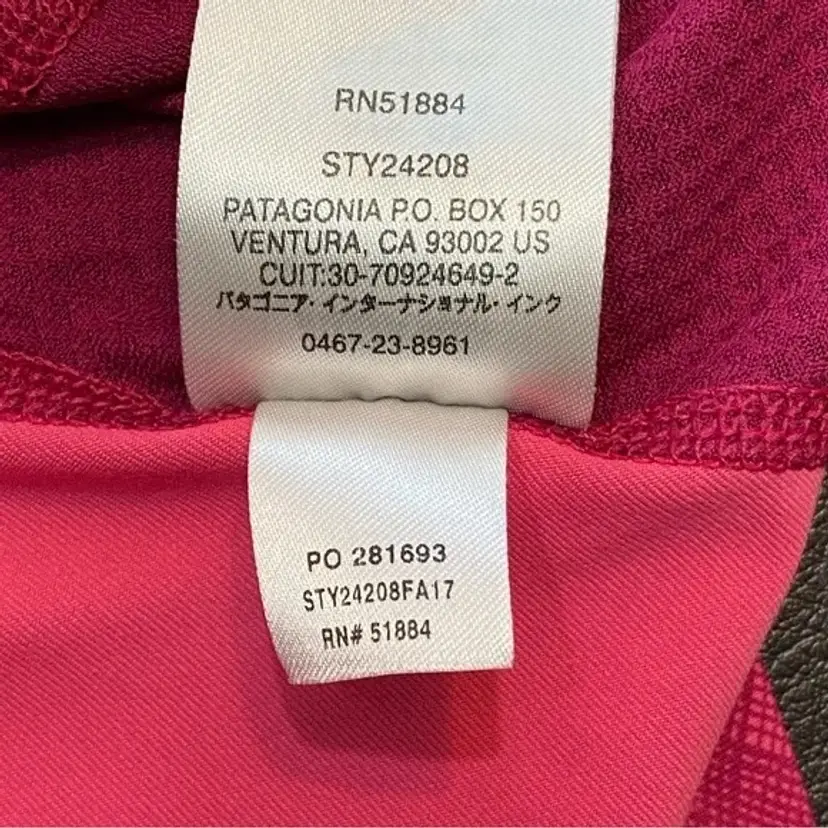 RN51884
STY24208
PATAGONIA P.O. BOX 150
VENTURA, CA 93002 US
CUIT:30-70924649-2
パタゴニア・インターナショナル・インク
0467-23-8961
PO 281693
STY24208FA17
RN# 51884